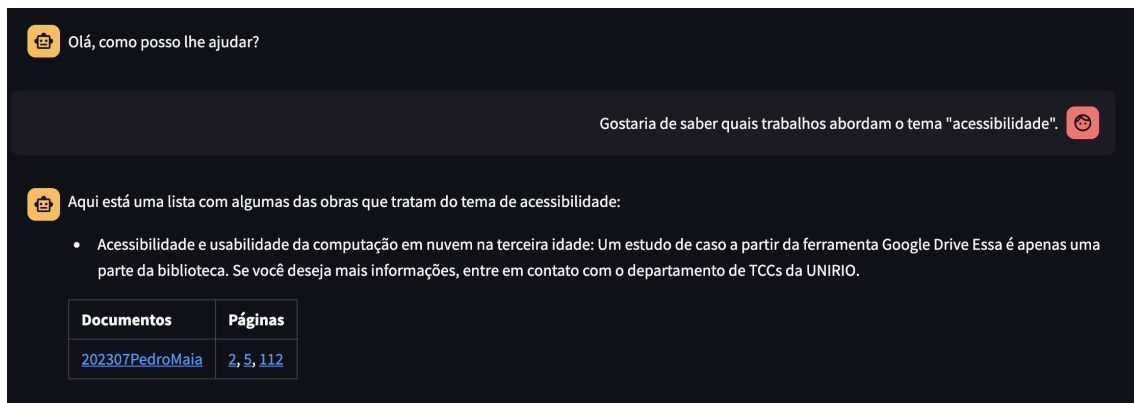 Olá, como posso lhe ajudar?
Gostaria de saber quais trabalhos abordam o tema "acessibilidade".
Aqui está uma lista com algumas das obras que tratam do tema de acessibilidade:
• Acessibilidade e usabilidade da computação em nuvem na terceira idade: Um estudo de caso a partir da ferramenta Google Drive Essa é apenas uma
parte da biblioteca. Se você deseja mais informações, entre em contato com o departamento de TCCs da UNIRIO.
Documentos Páginas
202307PedroMaia 2, 5, 112